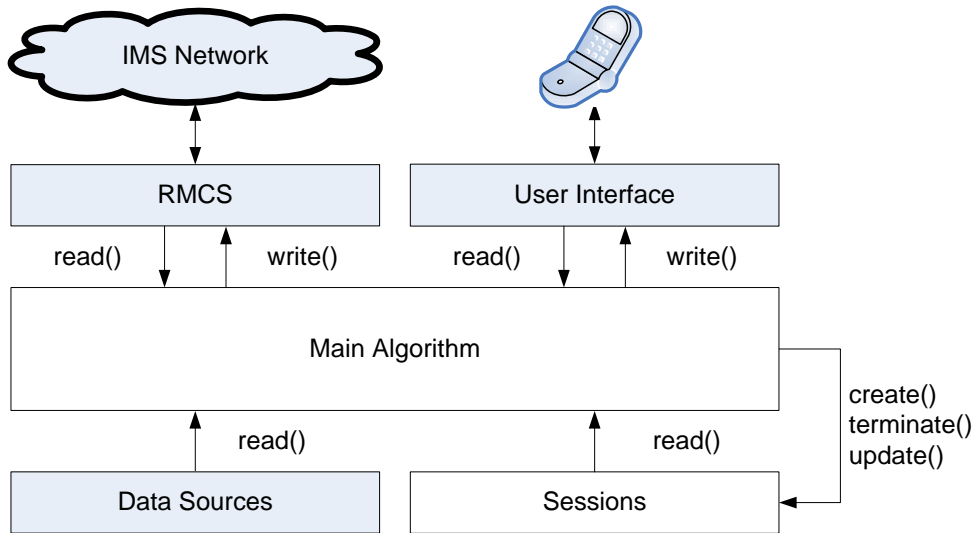 IMS Network
RMCS
User Interface
read()
write()
read()
write()
Main Algorithm
create()
terminate()
update()
read()
read()
Data Sources
Sessions